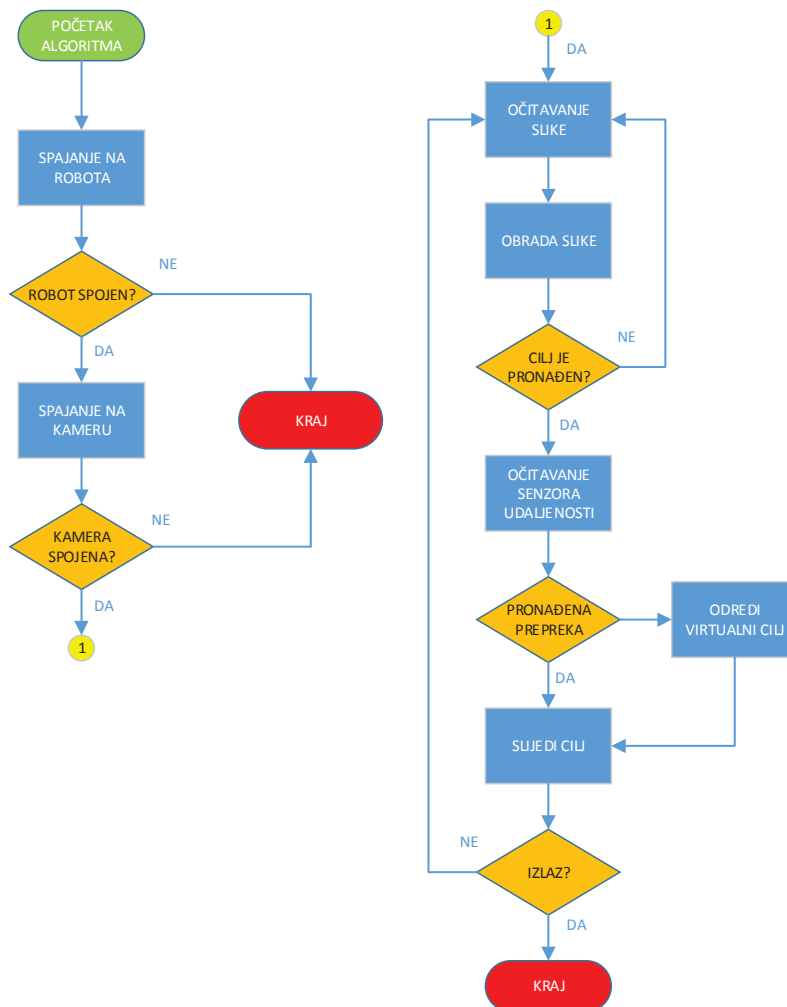 POČETAK
ALGORITMA
SPAJANJE NA
ROBOTA
NE
ROBOT SPOJEN?
DA
SPAJANJE NA
KAMERU
KRAJ
NE
KAMERA
SPOJENA?
DA
1
1
DA
OČITAVANJE
SLIKE
OBRADA SLIKE
NE
CILJ JE
PRONAĐEN?
DA
OČITAVANJE
SENZORA
UDALJENOSTI
PRONAĐENA
PREPREKA
ODREDI
VIRTUALNI CILJ
DA
SLIJEDI CILJ
NE
IZLAZ?
DA
KRAJ